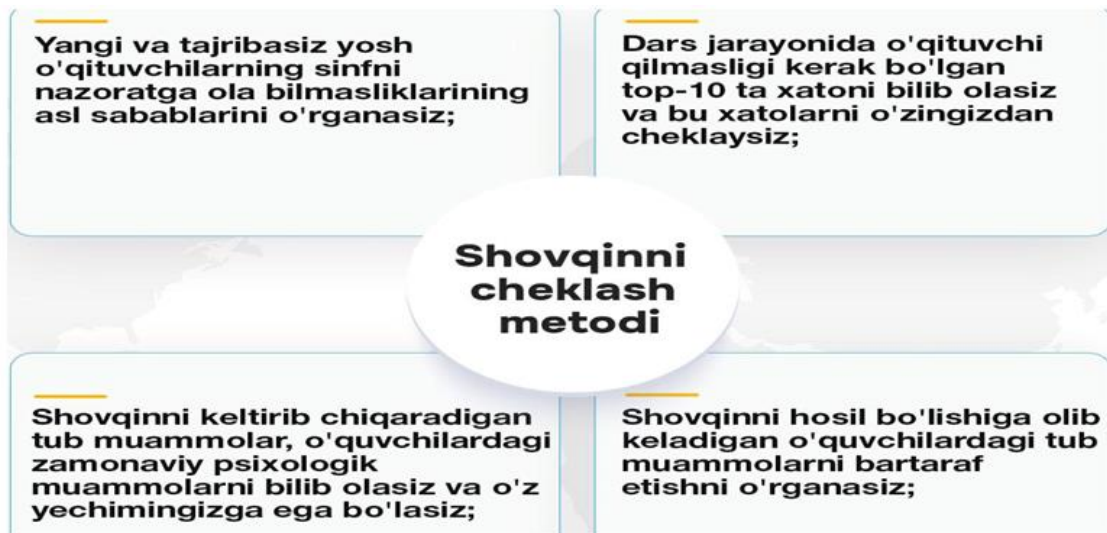 Yangi va tajribasiz yosh
o'qituvchilarning sinfni
nazoratga ola bilmasliklarining
asl sabablarini o'rganasiz;
Dars jarayonida o'qituvchi
qilmasligi kerak bo'lgan
top-10 ta xatoni bilib olasiz
va bu xatolarni o'zingizdan
cheklaysiz;
Shovqinni
cheklash
metodi
Shovqinni keltirib chiqaradigan
tub muammolar, o'quvchilardagi
zamonaviy psixologik
muammolarni bilib olasiz va o'z
yechimingizga ega bo'lasiz;
Shovqinni hosil bo'lishiga olib
keladigan o'quvchilardagi tub
muammolarni bartaraf
etishni o'rganasiz;